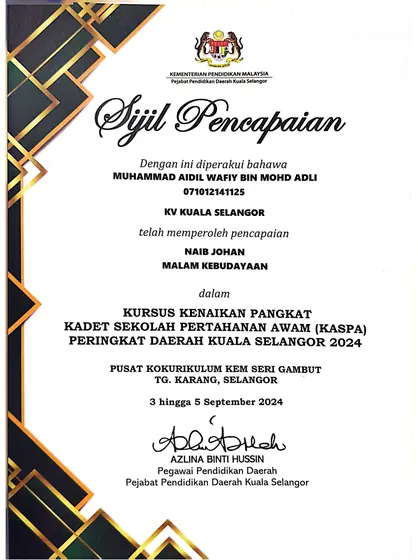 KEMENTERIAN PENDIDIKAN MALAYSIA
Pejabat Pendidikan Daerah Kuala Selangor
Sijil Pencapaian
Dengan ini diperakui bahawa
MUHAMMAD AIDIL WAFIY BIN MOHD ADLI
071012141125
KV KUALA SELANGOR
telah memperoleh pencapaian
NAIB JOHAN
MALAM KEBUDAYAAN
dalam
KURSUS KENAIKAN PANGKAT
KADET SEKOLAH PERTAHANAN AWAM (KASPA)
PERINGKAT DAERAH KUALA SELANGOR 2024
PUSAT KOKURIKULUM KEM SERI GAMBUT
TG. KARANG, SELANGOR
3 hingga 5 September 2024
AZLINA BINTI HUSSIN
Pegawai Pendidikan Daerah
Pejabat Pendidikan Daerah Kuala Selangor